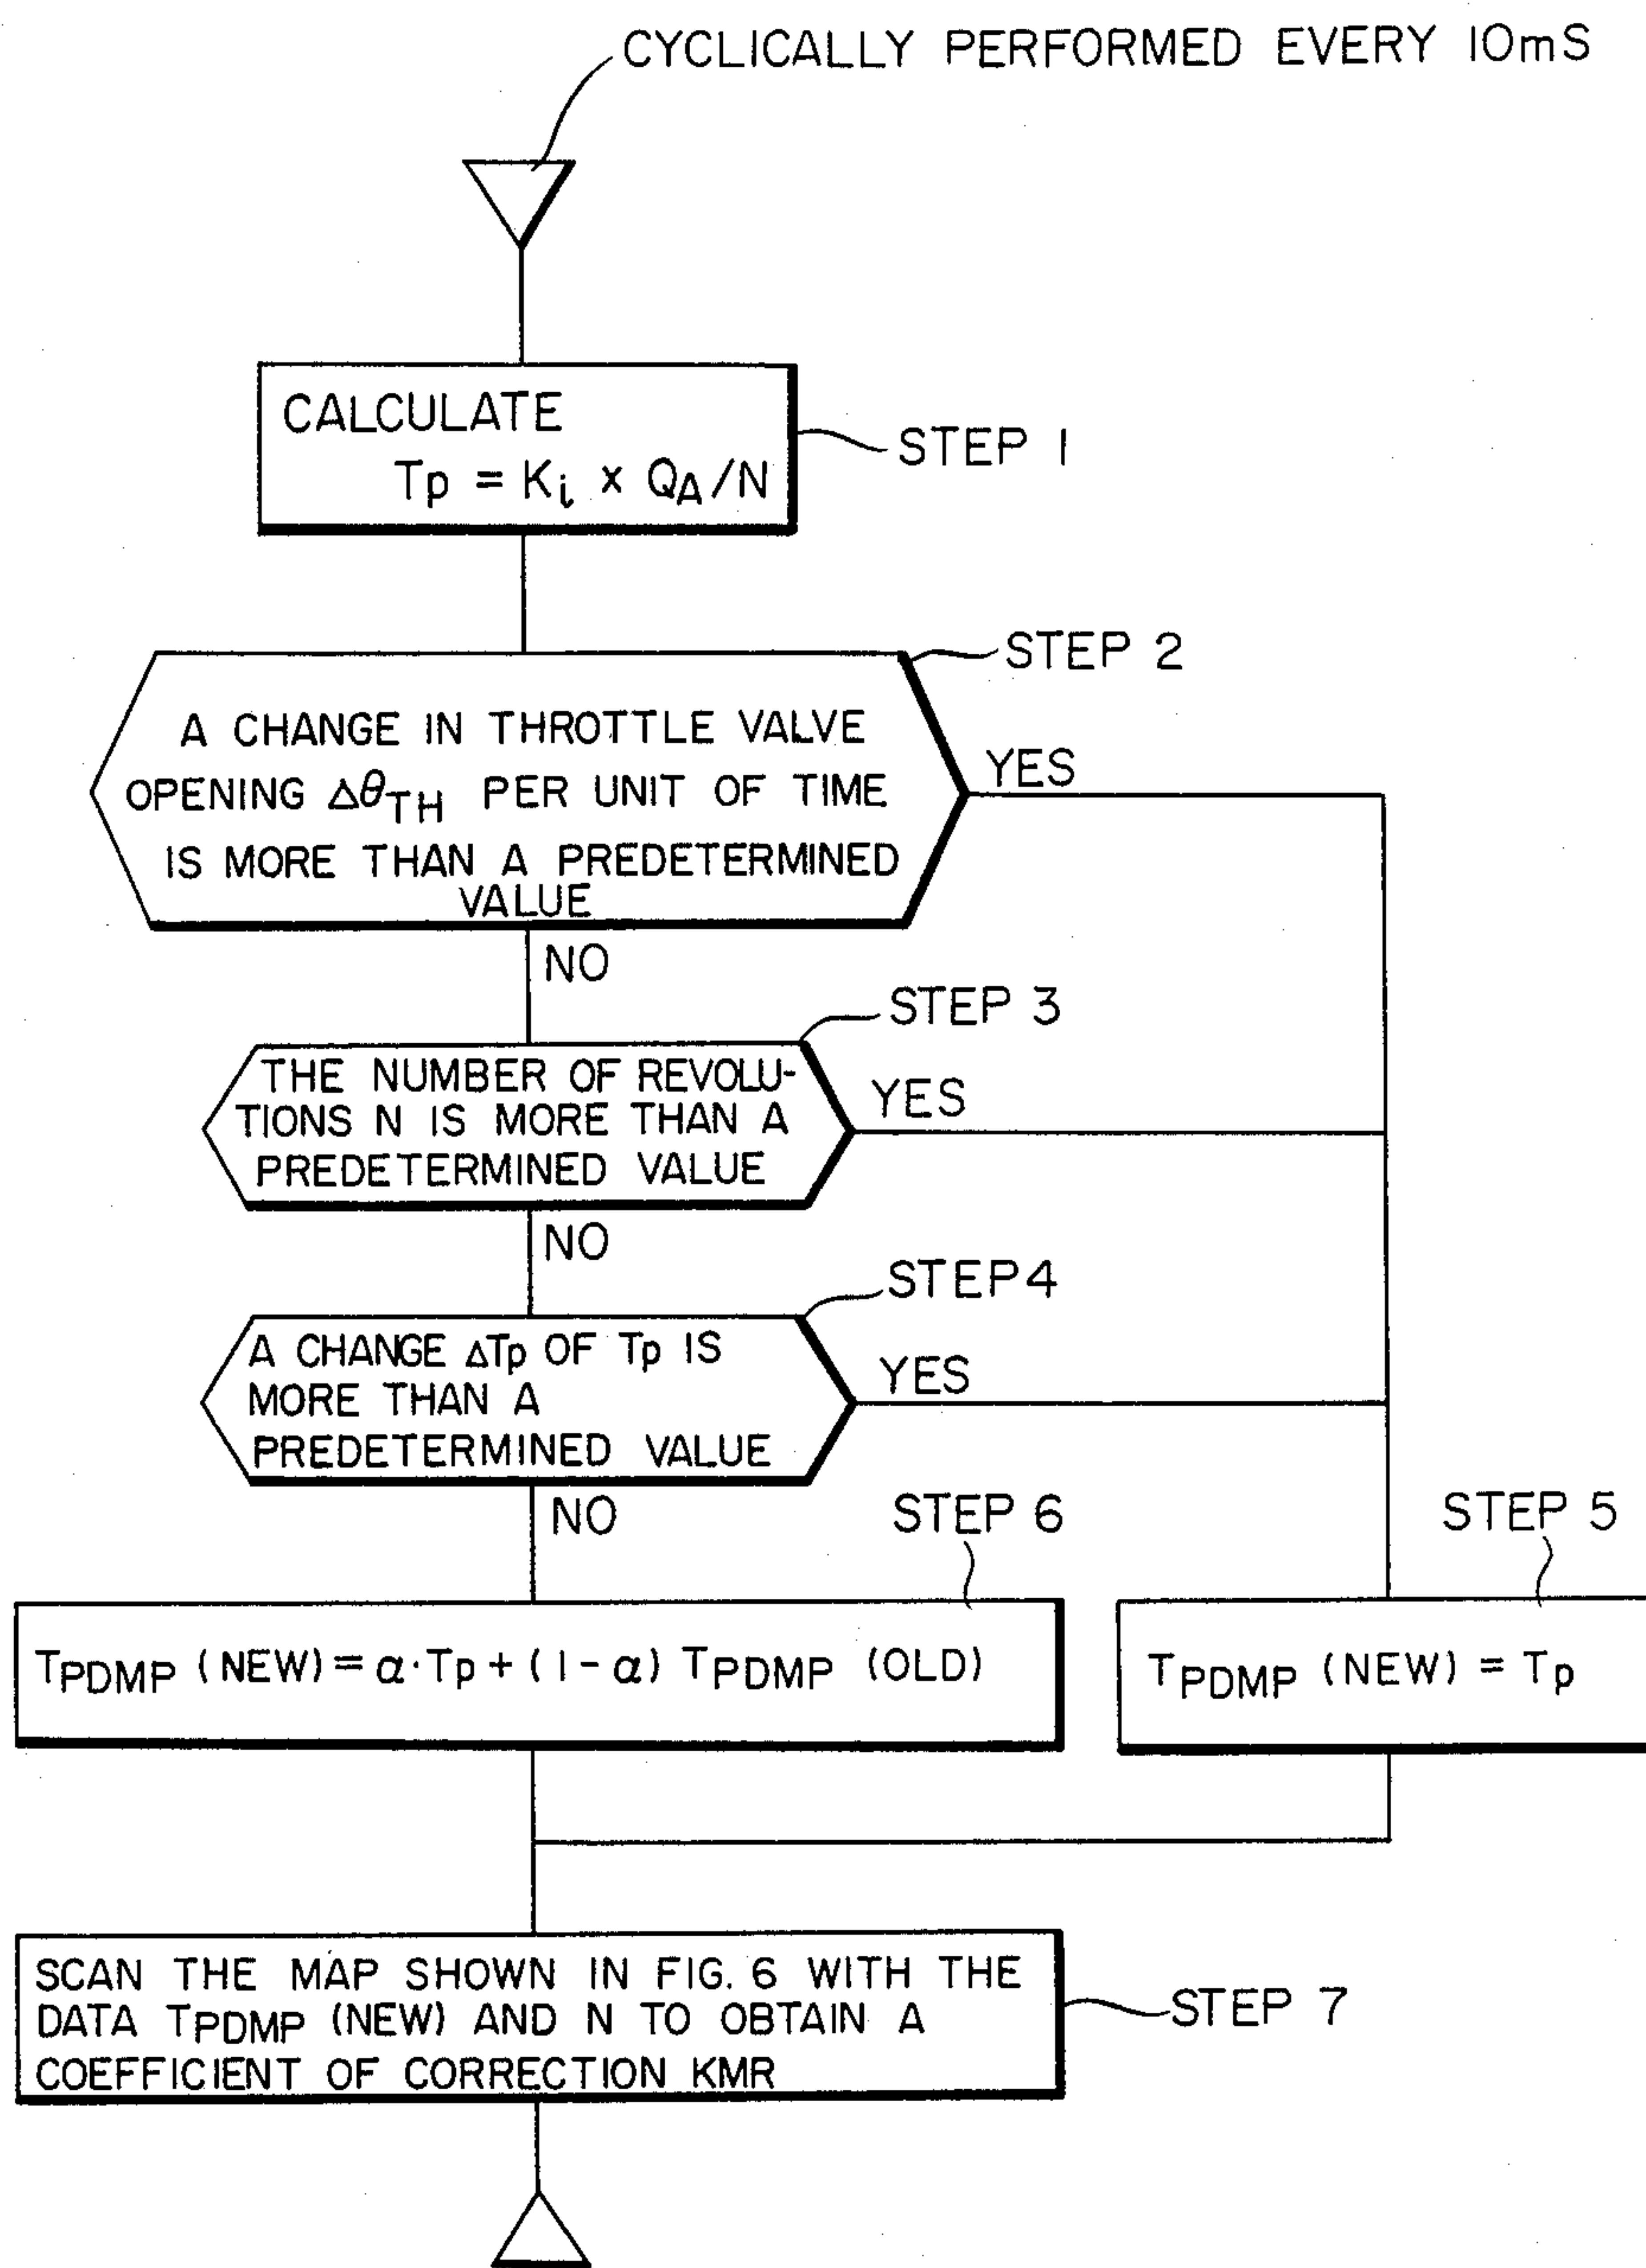 CYCLICALLY PERFORMED EVERY 10mS
CALCULATE
Tp = Ki x QA/N
STEP 1
STEP 2
A CHANGE IN THROTTLE VALVE
OPENING ΔθTH PER UNIT OF TIME
IS MORE THAN A PREDETERMINED
VALUE
YES
NO
STEP 3
THE NUMBER OF REVOLU-
TIONS N IS MORE THAN A
PREDETERMINED VALUE
YES
NO
STEP4
A CHANGE ΔTp OF Tp IS
MORE THAN A
PREDETERMINED VALUE
YES
NO
STEP 6
STEP 5
TPDMP (NEW) = α·Tp + (1-α) TPDMP (OLD)
TPDMP (NEW) = Tp
SCAN THE MAP SHOWN IN FIG. 6 WITH THE
DATA TPDMP (NEW) AND N TO OBTAIN A
COEFFICIENT OF CORRECTION KMR
STEP 7